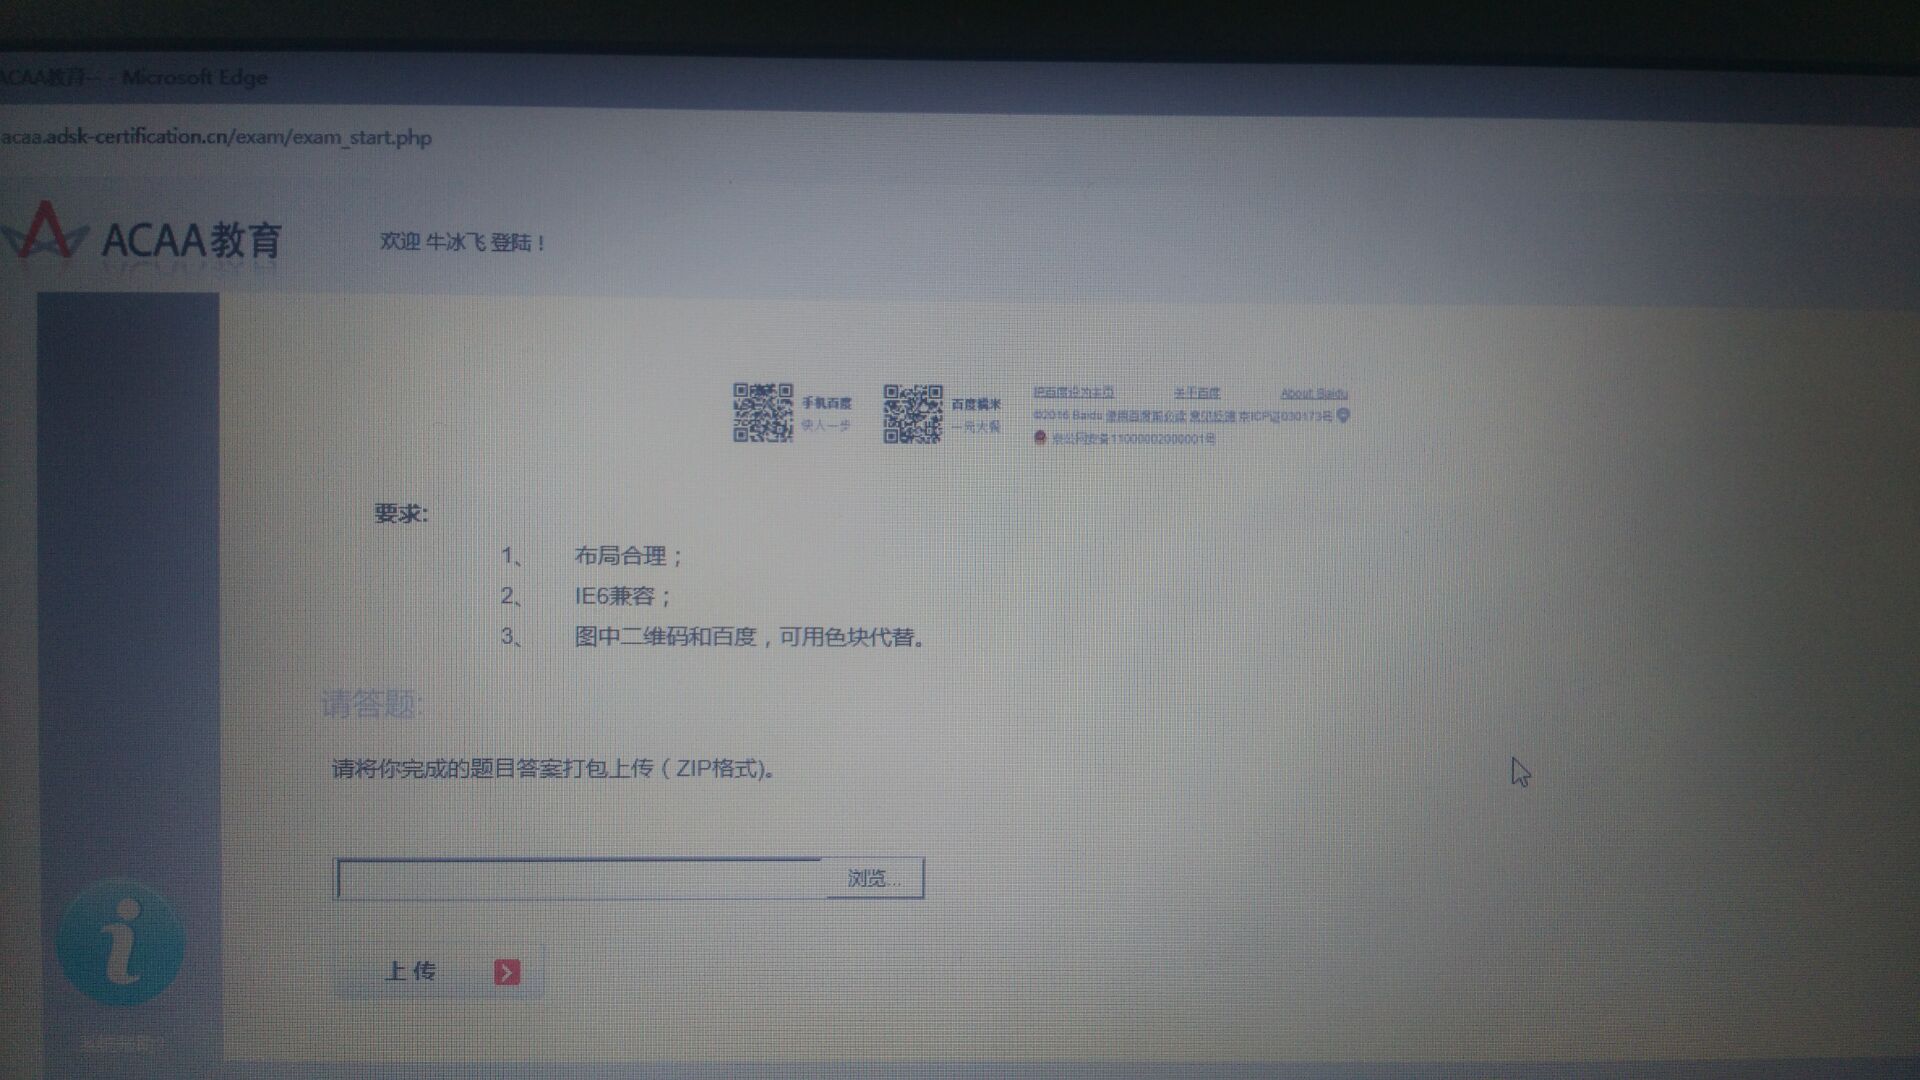 ACAA教育-- - Microsoft Edge
acaa.adsk-certification.cn/exam/exam_start.php
ACAA教育
欢迎 牛冰飞 登陆！
手机百度
快人一步
百度糯米
一元大餐
把百度设为主页 关于百度 About Baidu
©2016 Baidu 使用百度前必读 意见反馈 京ICP证030173号
京公网安备11000002000001号
要求:
1、 布局合理；
2、 IE6兼容；
3、 图中二维码和百度，可用色块代替。
请答题:
请将你完成的题目答案打包上传（ZIP格式)。
浏览...
上 传